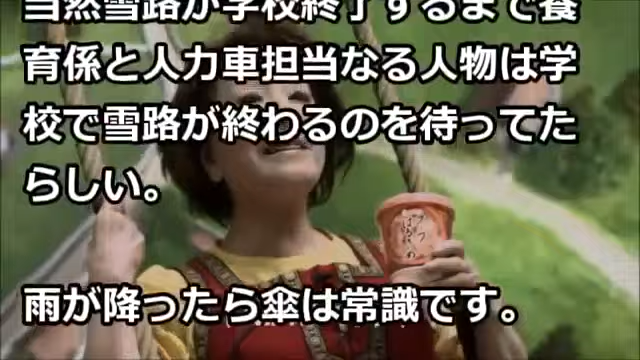 当然雪路が学校終了するまで養
育係と人力車担当なる人物は学
校で雪路が終わるのを待ってた
らしい。
雨が降ったら傘は常識です。